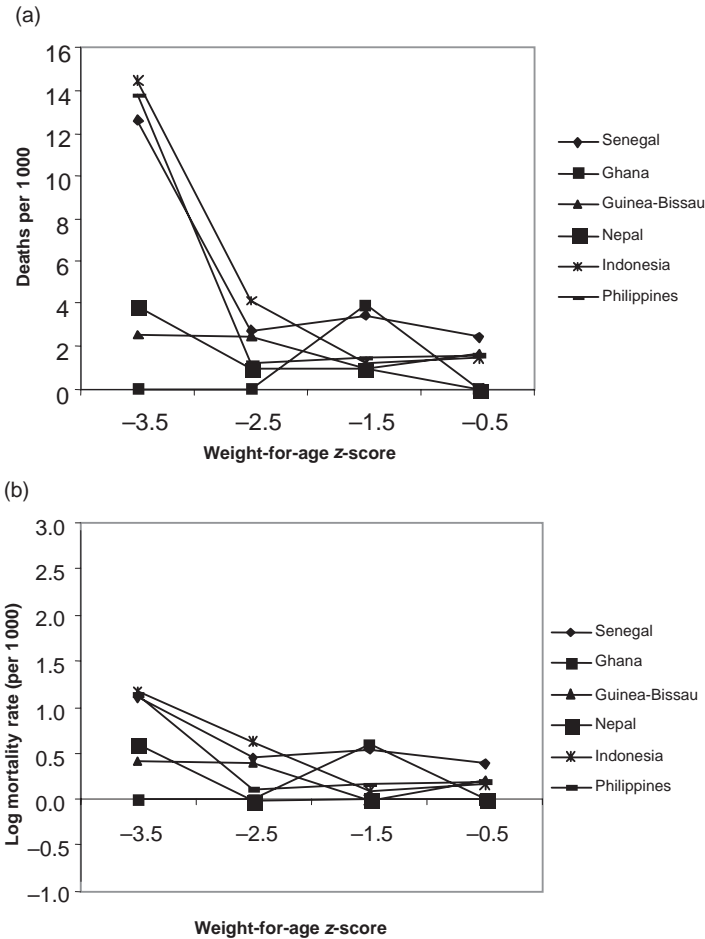 (a)
16
14
12
10
8
6
4
2
0
Deaths per 1000
–3.5 –2.5 –1.5 –0.5
Weight-for-age z-score
Senegal
Ghana
Guinea-Bissau
Nepal
Indonesia
Philippines
(b)
3.0
2.5
2.0
1.5
1.0
0.5
0.0
–0.5
–1.0
Log mortality rate (per 1000)
–3.5 –2.5 –1.5 –0.5
Weight-for-age z-score
Senegal
Ghana
Guinea-Bissau
Nepal
Indonesia
Philippines